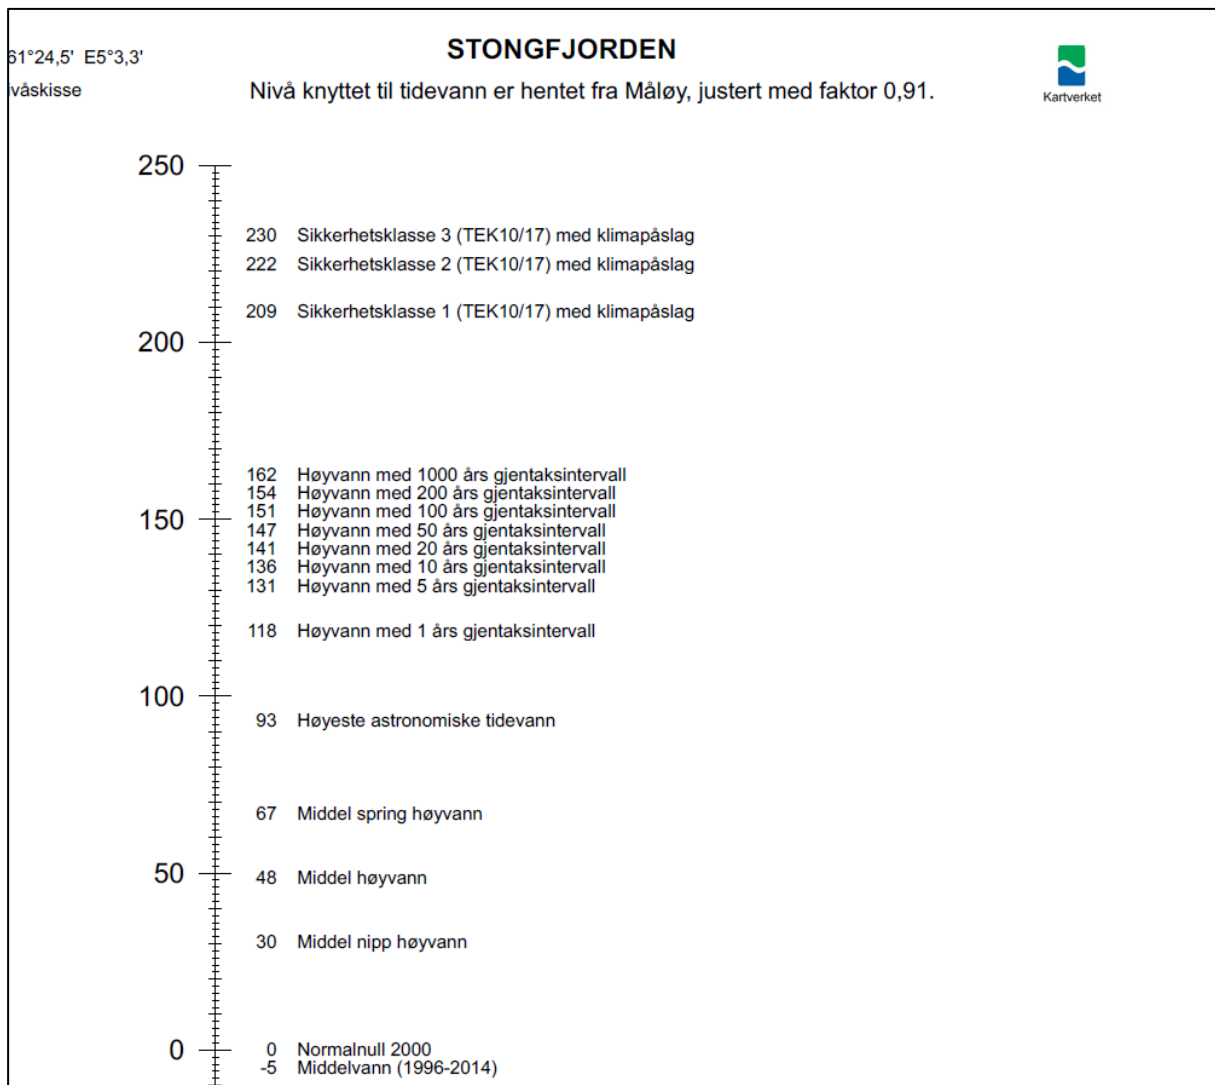 STONGFJORDEN
61°24,5' E5°3,3'
Nivå knyttet til tidevann er hentet fra Måløy, justert med faktor 0,91.
våskisse
Kartverket
250
230 Sikkerhetsklasse 3 (TEK10/17) med klimapåslag
222 Sikkerhetsklasse 2 (TEK10/17) med klimapåslag
209 Sikkerhetsklasse 1 (TEK10/17) med klimapåslag
200
162 Høyvann med 1000 års gjentaksintervall
154 Høyvann med 200 års gjentaksintervall
151 Høyvann med 100 års gjentaksintervall
150
147 Høyvann med 50 års gjentaksintervall
141 Høyvann med 20 års gjentaksintervall
136 Høyvann med 10 års gjentaksintervall
131 Høyvann med 5 års gjentaksintervall
118 Høyvann med 1 års gjentaksintervall
100
93 Høyeste astronomiske tidevann
67 Middel spring høyvann
50
48 Middel høyvann
30 Middel nipp høyvann
0
0 Normalnull 2000
-5 Middelvann (1996-2014)